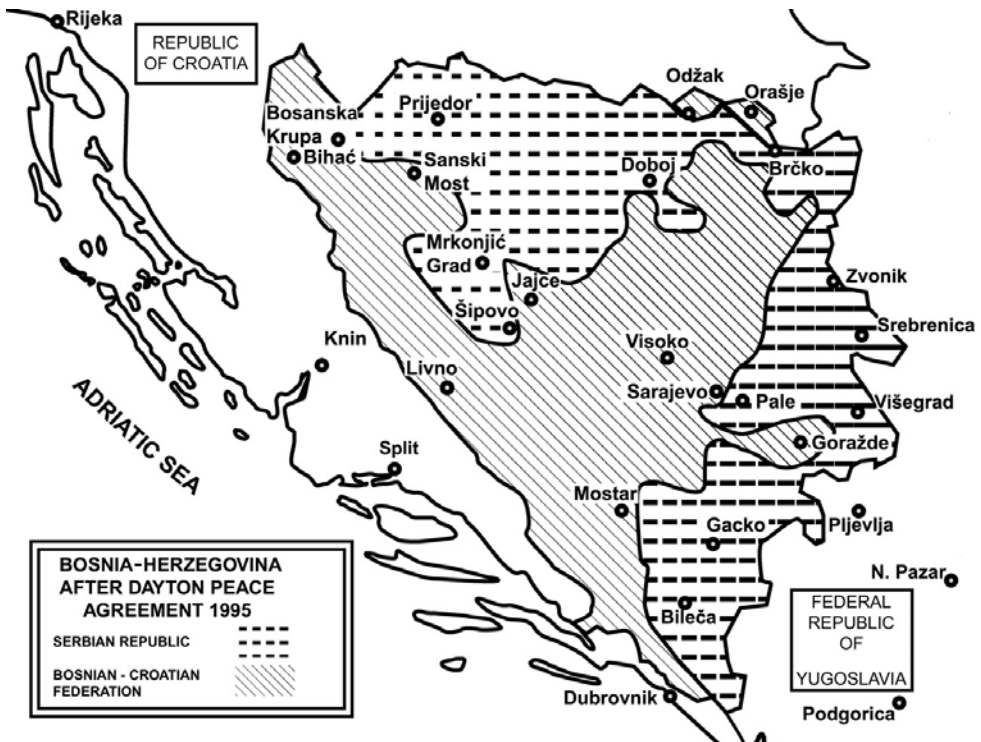 Rijeka
REPUBLIC
OF CROATIA
Odžak
Orašje
Bosanska
Krupa
Prijedor
Bihać
Sanski
Most
Doboj
Brčko
Mrkonjić
Grad
Jajce
Zvonik
Šipovo
Srebrenica
Knin
Visoko
Livno
Sarajevo
Pale
Višegrad
ADRIATIC SEA
Goražde
Split
Mostar
Gacko
Pljevlja
N. Pazar
Bileča
FEDERAL
REPUBLIC
OF
YUGOSLAVIA
Dubrovnik
Podgorica
BOSNIA-HERZEGOVINA
AFTER DAYTON PEACE
AGREEMENT 1995
SERBIAN REPUBLIC
BOSNIAN - CROATIAN
FEDERATION